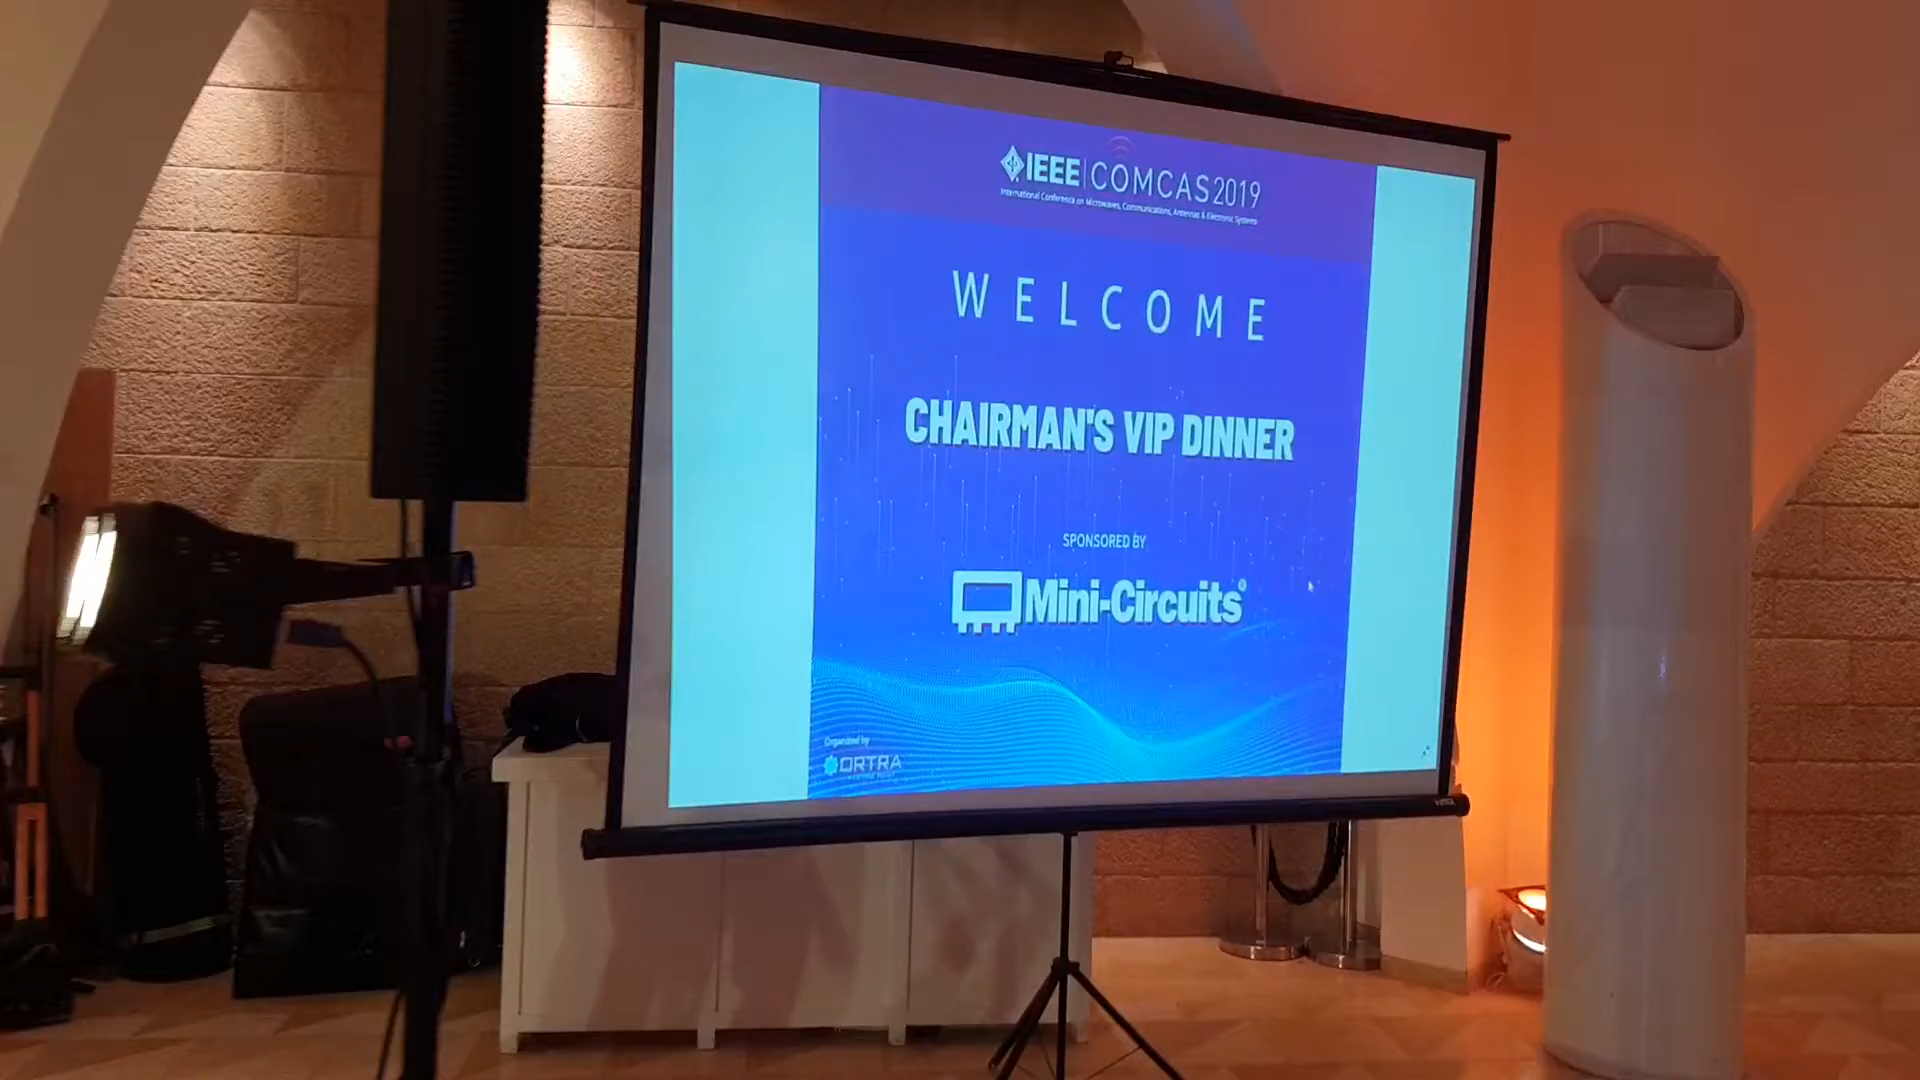 IEEE | COMCAS2019
International Conference on Microwaves, Communications, Antennas & Electronic Systems
WELCOME
CHAIRMAN'S VIP DINNER
SPONSORED BY
Mini-Circuits®
Organized by
ORTRA